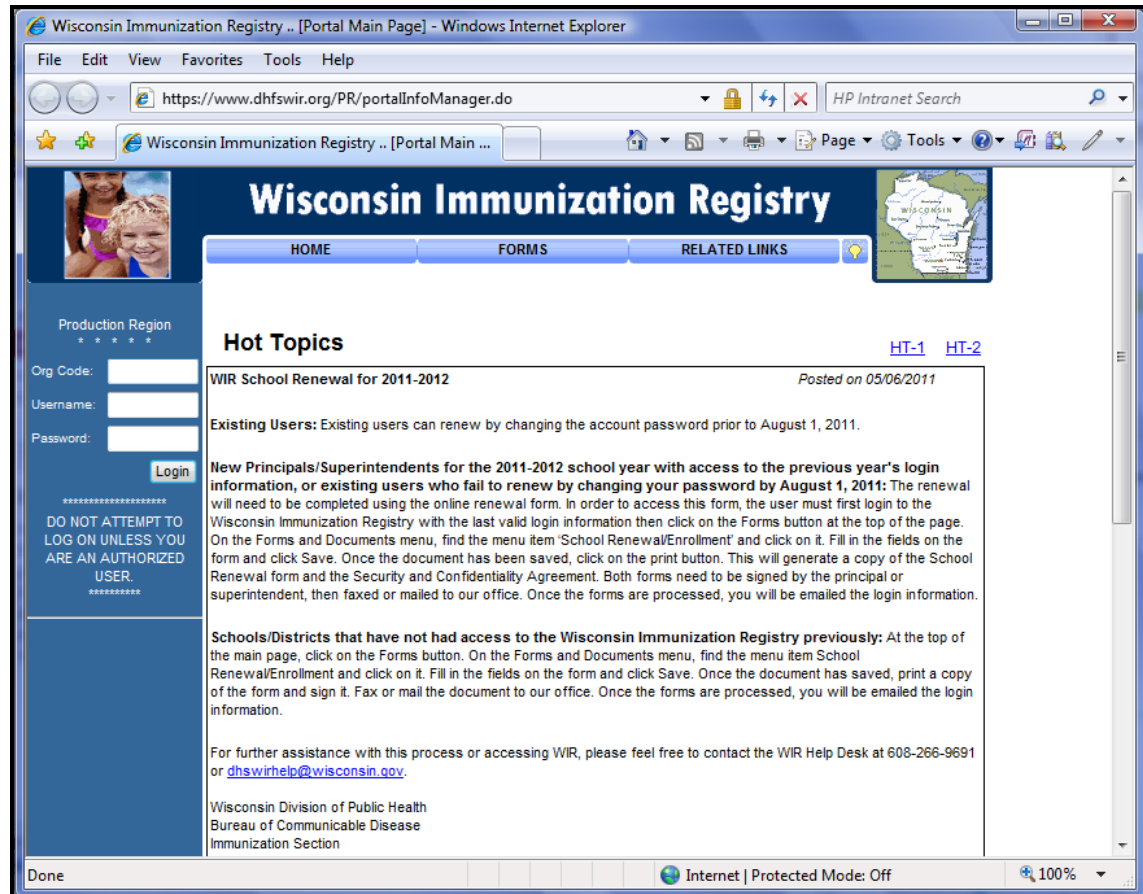 Wisconsin Immunization Registry .. [Portal Main Page] - Windows Internet Explorer
File Edit View Favorites Tools Help
https://www.dhfswir.org/PR/portalInfoManager.do
HP Intranet Search
Wisconsin Immunization Registry .. [Portal Main ...
Page Tools
Wisconsin Immunization Registry
WISCONSIN
HOME FORMS RELATED LINKS
Production Region
* * * * *
Org Code:
Username:
Password:
Login
********************
DO NOT ATTEMPT TO
LOG ON UNLESS YOU
ARE AN AUTHORIZED
USER.
**********
Hot Topics
HT-1 HT-2
WIR School Renewal for 2011-2012 Posted on 05/06/2011
Existing Users: Existing users can renew by changing the account password prior to August 1, 2011.
New Principals/Superintendents for the 2011-2012 school year with access to the previous year's login
information, or existing users who fail to renew by changing your password by August 1, 2011: The renewal
will need to be completed using the online renewal form. In order to access this form, the user must first login to the
Wisconsin Immunization Registry with the last valid login information then click on the Forms button at the top of the page.
On the Forms and Documents menu, find the menu item 'School Renewal/Enrollment' and click on it. Fill in the fields on the
form and click Save. Once the document has been saved, click on the print button. This will generate a copy of the School
Renewal form and the Security and Confidentiality Agreement. Both forms need to be signed by the principal or
superintendent, then faxed or mailed to our office. Once the forms are processed, you will be emailed the login information.
Schools/Districts that have not had access to the Wisconsin Immunization Registry previously: At the top of
the main page, click on the Forms button. On the Forms and Documents menu, find the menu item School
Renewal/Enrollment and click on it. Fill in the fields on the form and click Save. Once the document has saved, print a copy
of the form and sign it. Fax or mail the document to our office. Once the forms are processed, you will be emailed the login
information.
For further assistance with this process or accessing WIR, please feel free to contact the WIR Help Desk at 608-266-9691
or dhswirhelp@wisconsin.gov.
Wisconsin Division of Public Health
Bureau of Communicable Disease
Immunization Section
Done
Internet | Protected Mode: Off
100%